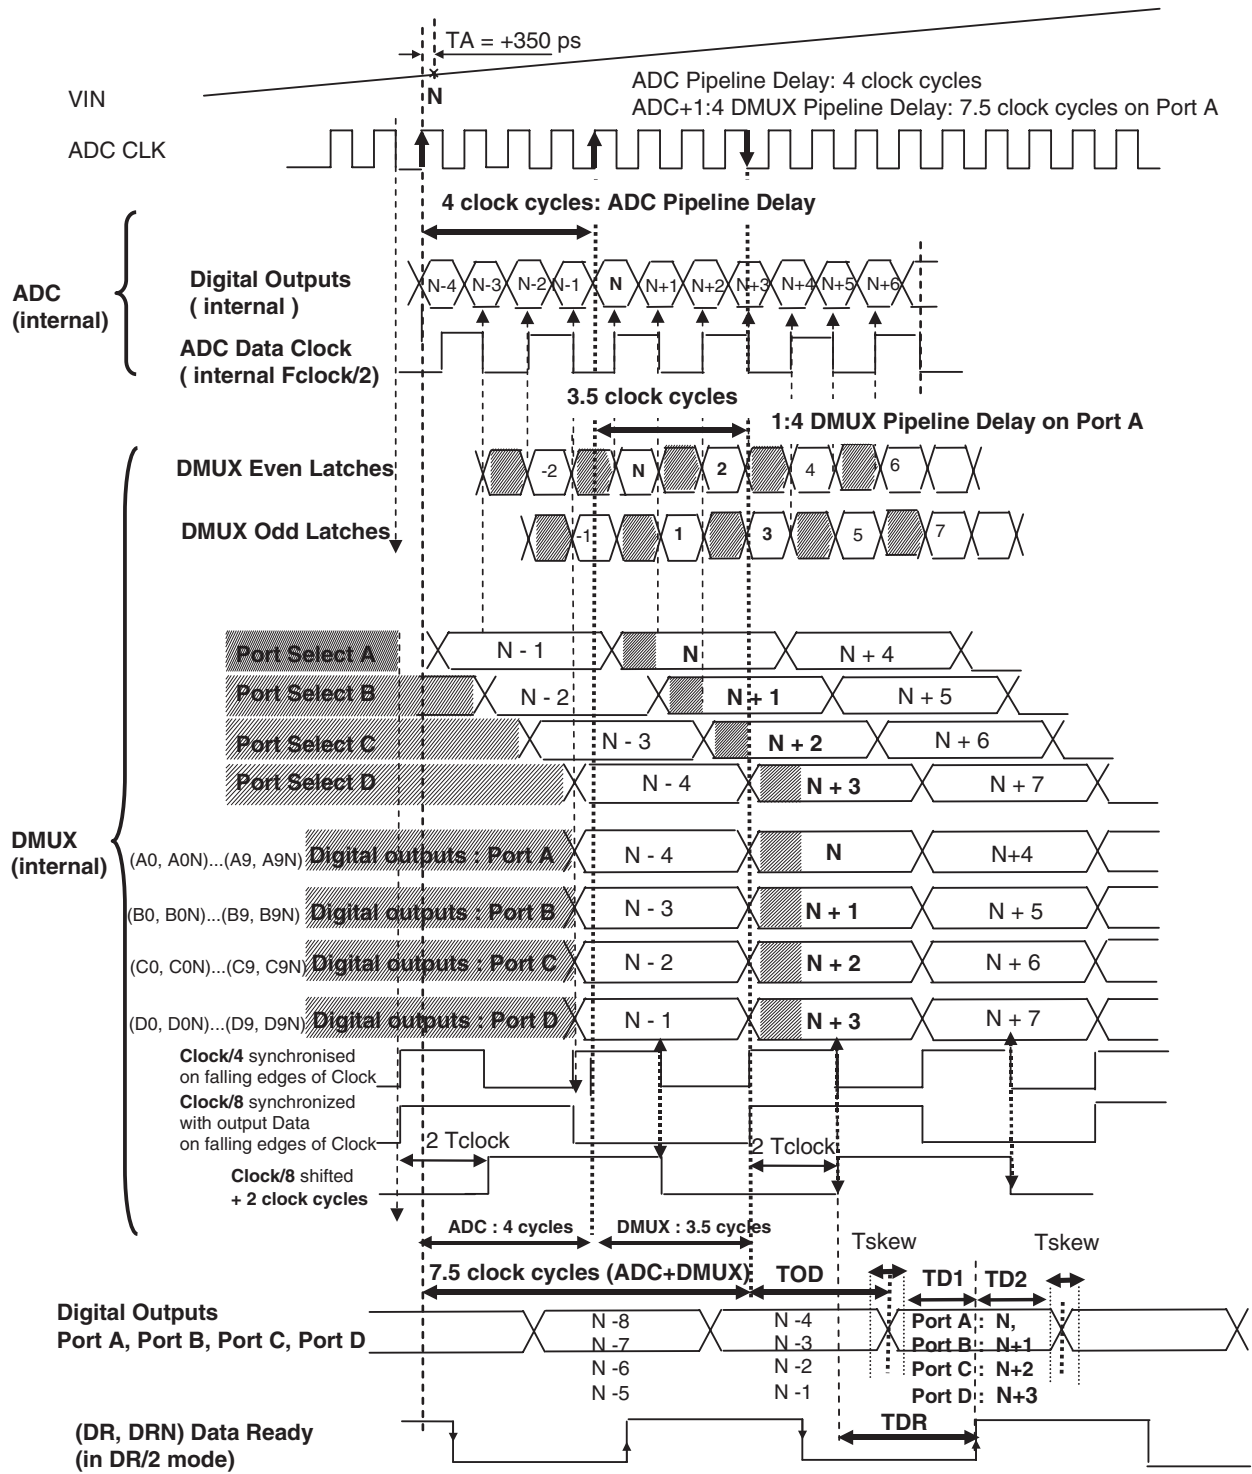 TA = +350 ps
VIN
N
ADC Pipeline Delay: 4 clock cycles
ADC+1:4 DMUX Pipeline Delay: 7.5 clock cycles on Port A
ADC CLK
4 clock cycles: ADC Pipeline Delay
ADC
(internal)
Digital Outputs
( internal )
N-4 N-3 N-2 N-1 N N+1 N+2 N+3 N+4 N+5 N+6
ADC Data Clock
( internal Fclock/2)
3.5 clock cycles
1:4 DMUX Pipeline Delay on Port A
DMUX Even Latches
-2 N 2 4 6
DMUX Odd Latches
-1 1 3 5 7
Port Select A
N - 1 N N + 4
Port Select B
N - 2 N + 1 N + 5
Port Select C
N - 3 N + 2 N + 6
Port Select D
N - 4 N + 3 N + 7
DMUX
(internal)
(A0, A0N)...(A9, A9N) Digital outputs : Port A
N - 4 N N+4
(B0, B0N)...(B9, B9N) Digital outputs : Port B
N - 3 N + 1 N + 5
(C0, C0N)...(C9, C9N) Digital outputs : Port C
N - 2 N + 2 N + 6
(D0, D0N)...(D9, D9N) Digital outputs : Port D
N - 1 N + 3 N + 7
Clock/4 synchronised
on falling edges of Clock
Clock/8 synchronized
with output Data
on falling edges of Clock
2 Tclock 2 Tclock
Clock/8 shifted
+ 2 clock cycles
ADC : 4 cycles DMUX : 3.5 cycles
Tskew Tskew
7.5 clock cycles (ADC+DMUX) TOD TD1 TD2
Digital Outputs
Port A, Port B, Port C, Port D
N -8 N -4 Port A : N,
N -7 N -3 Port B : N+1
N -6 N -2 Port C : N+2
N -5 N -1 Port D : N+3
TDR
(DR, DRN) Data Ready
(in DR/2 mode)